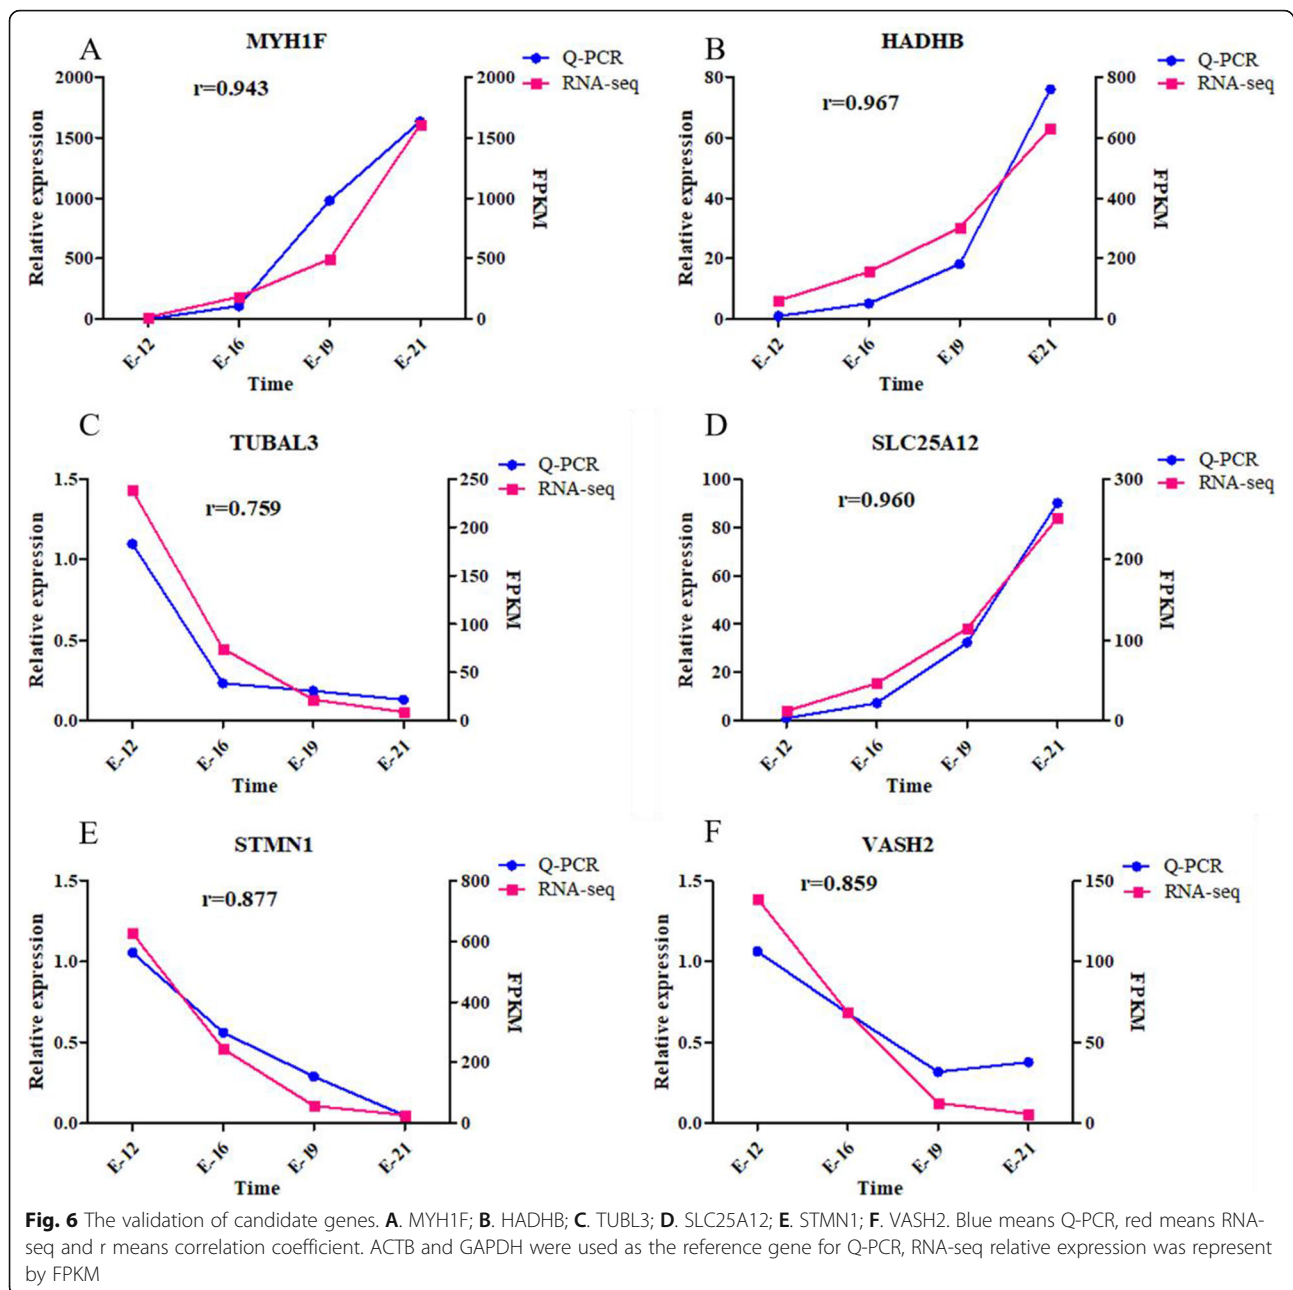 A
MYH1F
Q-PCR
RNA-seq
r=0.943
2000
1500
1000
500
0
Relative expression
2000
1500
1000
500
0
FPKM
E-12
E-16
E-19
E-21
Time
B
HADHB
Q-PCR
RNA-seq
r=0.967
80
60
40
20
0
Relative expression
800
600
400
200
0
FPKM
E-12
E-16
E19
E21
Time
C
TUBAL3
Q-PCR
RNA-seq
r=0.759
1.5
1.0
0.5
0.0
Relative expression
250
200
150
100
50
0
FPKM
E-12
E-16
E-19
E-21
Time
D
SLC25A12
Q-PCR
RNA-seq
r=0.960
100
80
60
40
20
0
Relative expression
300
200
100
0
FPKM
E-12
E-16
E-19
E-21
Time
E
STMN1
Q-PCR
RNA-seq
r=0.877
1.5
1.0
0.5
0.0
Relative expression
800
600
400
200
0
FPKM
E-12
E-16
E-19
E-21
Time
F
VASH2
Q-PCR
RNA-seq
r=0.859
1.5
1.0
0.5
0.0
Relative expression
150
100
50
0
FPKM
E-12
E-16
E-19
E-21
Time
Fig. 6 The validation of candidate genes. A. MYH1F; B. HADHB; C. TUBL3; D. SLC25A12; E. STMN1; F. VASH2. Blue means Q-PCR, red means RNA-
seq and r means correlation coefficient. ACTB and GAPDH were used as the reference gene for Q-PCR, RNA-seq relative expression was represent
by FPKM